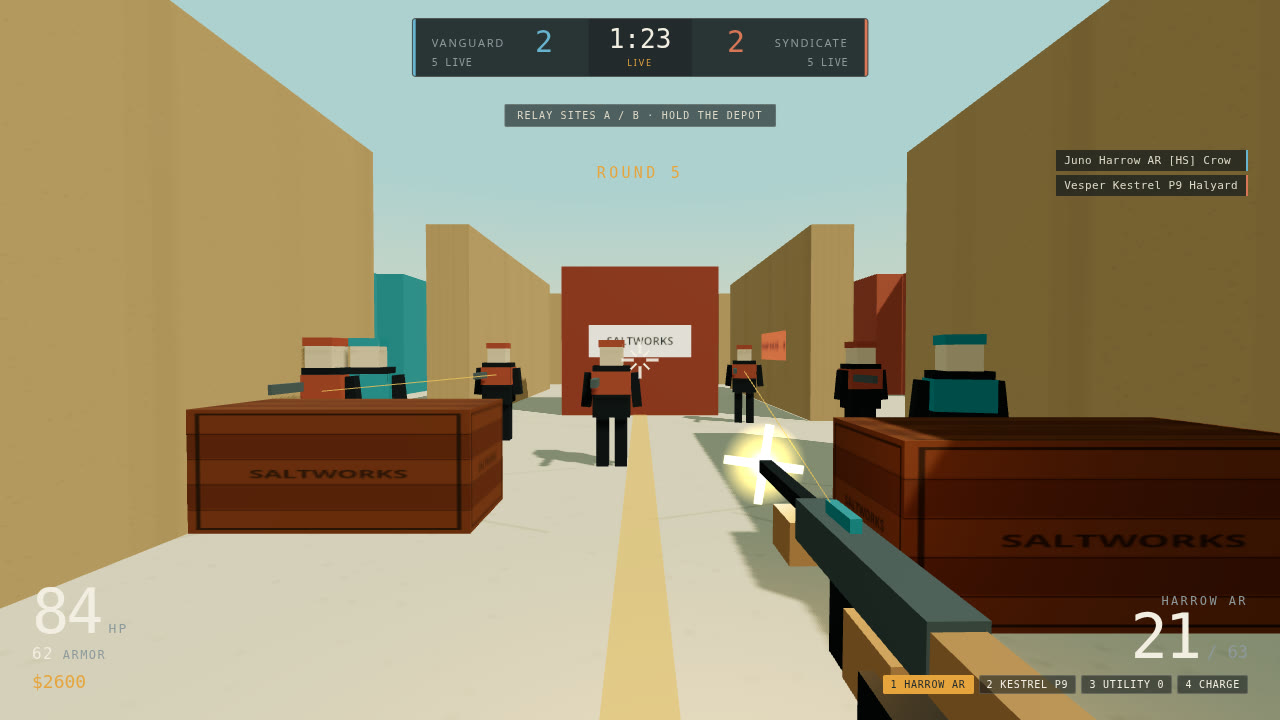 VANGUARD 2 1:23 2 SYNDICATE
5 LIVE LIVE 5 LIVE
RELAY SITES A / B · HOLD THE DEPOT
Juno Harrow AR [HS] Crow
ROUND 5
Vesper Kestrel P9 Halyard
SALTWORKS
SALTWORKS
SALTWORKS
SALTWORKS
84 HP
62 ARMOR
$2600
HARROW AR
21 / 63
1 HARROW AR 2 KESTREL P9 3 UTILITY 0 4 CHARGE